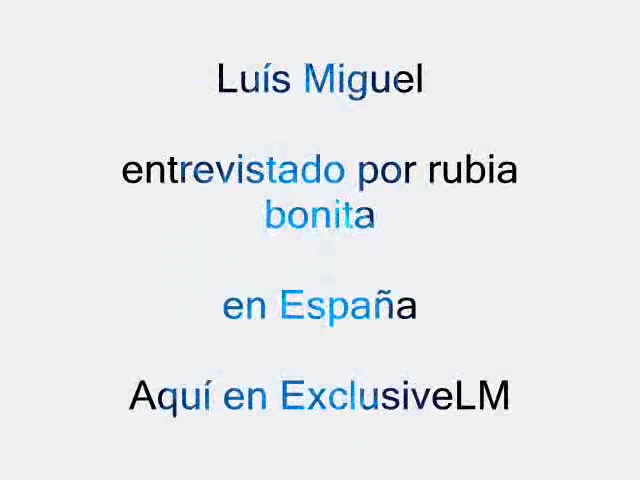 Luís Miguel
entrevistado por rubia
bonita
en España
Aquí en ExclusiveLM